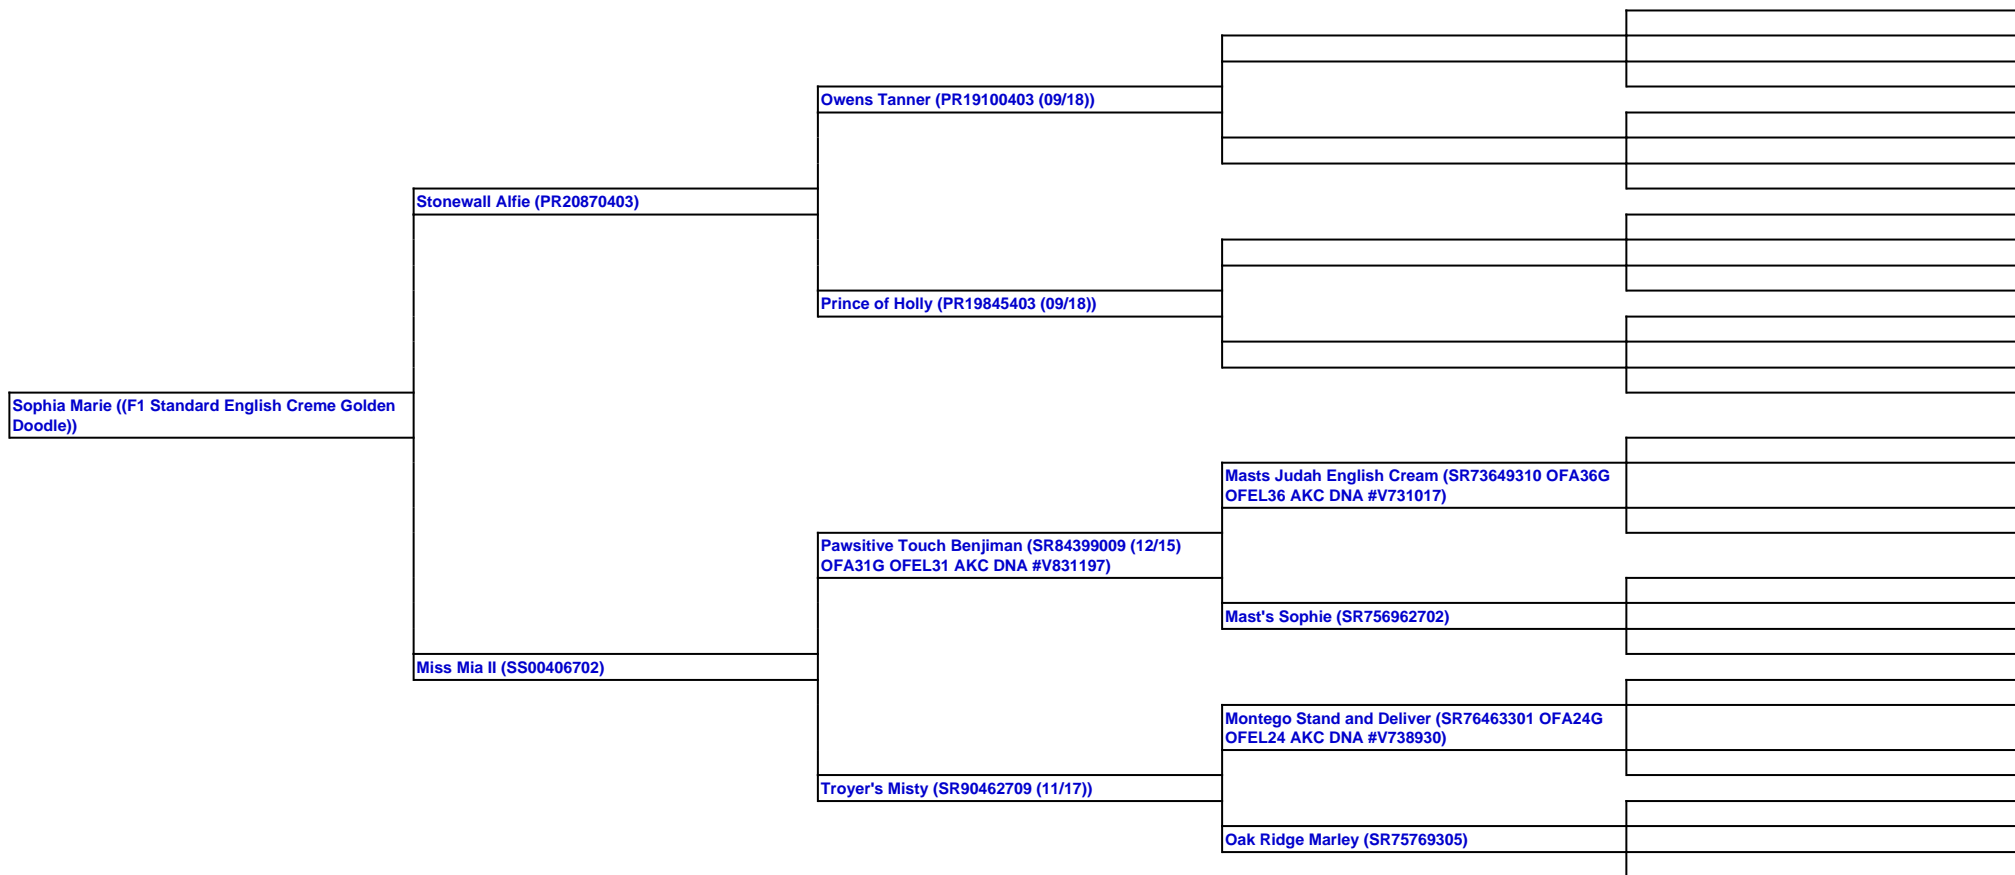 Owens Tanner (PR19100403 (09/18))
Stonewall Alfie (PR20870403)
Prince of Holly (PR19845403 (09/18))
Sophia Marie ((F1 Standard English Creme Golden
Doodle))
Masts Judah English Cream (SR73649310 OFA36G
OFEL36 AKC DNA #V731017)
Pawsitive Touch Benjiman (SR84399009 (12/15)
OFA31G OFEL31 AKC DNA #V831197)
Mast's Sophie (SR756962702)
Miss Mia II (SS00406702)
Montego Stand and Deliver (SR76463301 OFA24G
OFEL24 AKC DNA #V738930)
Troyer's Misty (SR90462709 (11/17))
Oak Ridge Marley (SR75769305)